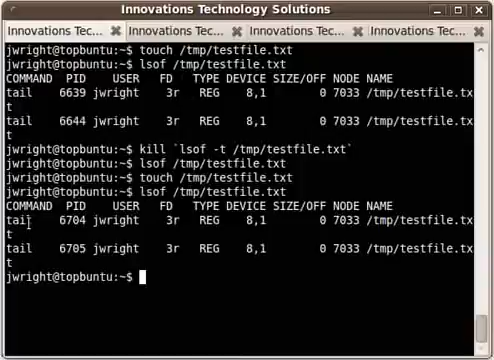 Innovations Technology Solutions
Innovations Tec... Innovations Tec... Innovations Tec... Innovations Tec...
jwright@topbuntu:~$ touch /tmp/testfile.txt
jwright@topbuntu:~$ lsof /tmp/testfile.txt
COMMAND  PID    USER   FD   TYPE DEVICE SIZE/OFF NODE NAME
tail    6639 jwright    3r   REG    8,1        0 7033 /tmp/testfile.tx
t
tail    6644 jwright    3r   REG    8,1        0 7033 /tmp/testfile.tx
t
jwright@topbuntu:~$ kill `lsof -t /tmp/testfile.txt`
jwright@topbuntu:~$ lsof /tmp/testfile.txt
jwright@topbuntu:~$ touch /tmp/testfile.txt
jwright@topbuntu:~$ lsof /tmp/testfile.txt
COMMAND  PID    USER   FD   TYPE DEVICE SIZE/OFF NODE NAME
tail    6704 jwright    3r   REG    8,1        0 7033 /tmp/testfile.tx
t
tail    6705 jwright    3r   REG    8,1        0 7033 /tmp/testfile.tx
t
jwright@topbuntu:~$